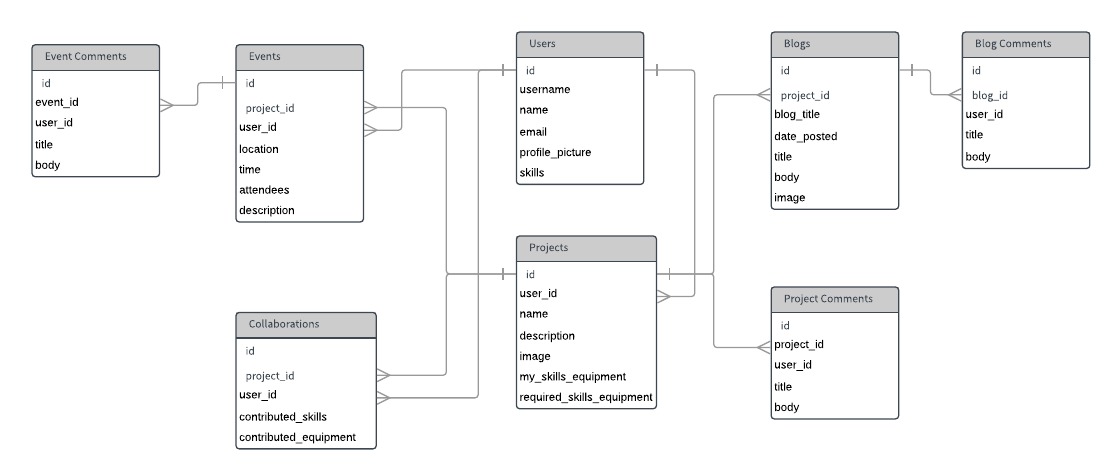 Event Comments
id
event_id
user_id
title
body
Events
id
project_id
user_id
location
time
attendees
description
Users
id
username
name
email
profile_picture
skills
Blogs
id
project_id
blog_title
date_posted
title
body
image
Blog Comments
id
blog_id
user_id
title
body
Collaborations
id
project_id
user_id
contributed_skills
contributed_equipment
Projects
id
user_id
name
description
image
my_skills_equipment
required_skills_equipment
Project Comments
id
project_id
user_id
title
body